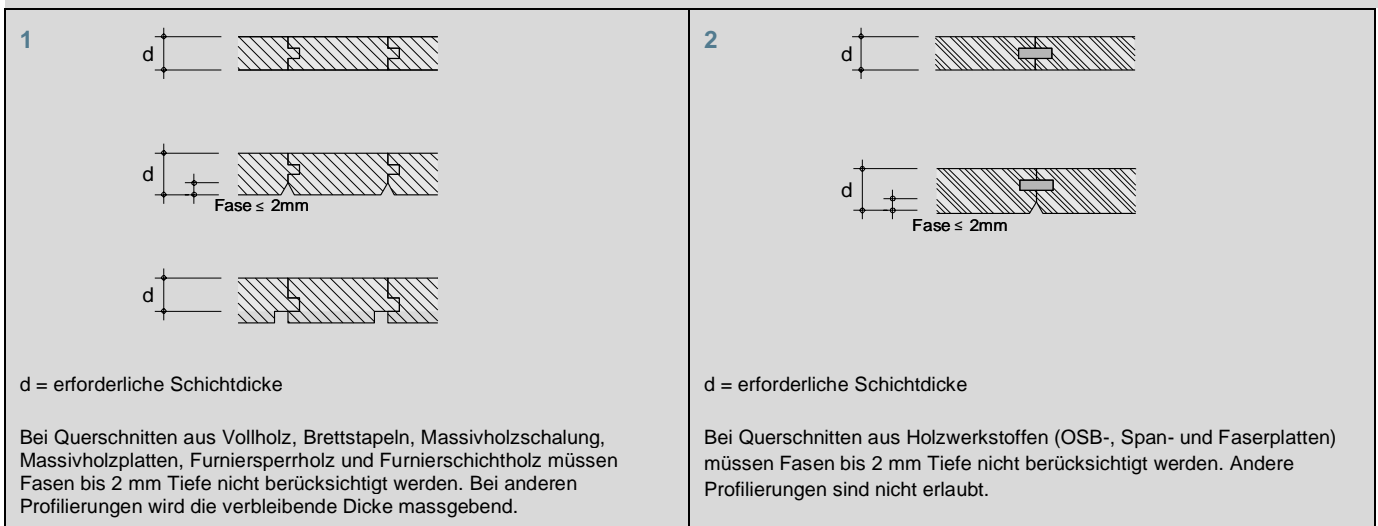 1
d
d
Fase ≤ 2mm
d
d = erforderliche Schichtdicke
Bei Querschnitten aus Vollholz, Brettstapeln, Massivholzschalung,
Massivholzplatten, Furniersperrholz und Furnierschichtholz müssen
Fasen bis 2 mm Tiefe nicht berücksichtigt werden. Bei anderen
Profilierungen wird die verbleibende Dicke massgebend.
2
d
d
Fase ≤ 2mm
d = erforderliche Schichtdicke
Bei Querschnitten aus Holzwerkstoffen (OSB-, Span- und Faserplatten)
müssen Fasen bis 2 mm Tiefe nicht berücksichtigt werden. Andere
Profilierungen sind nicht erlaubt.